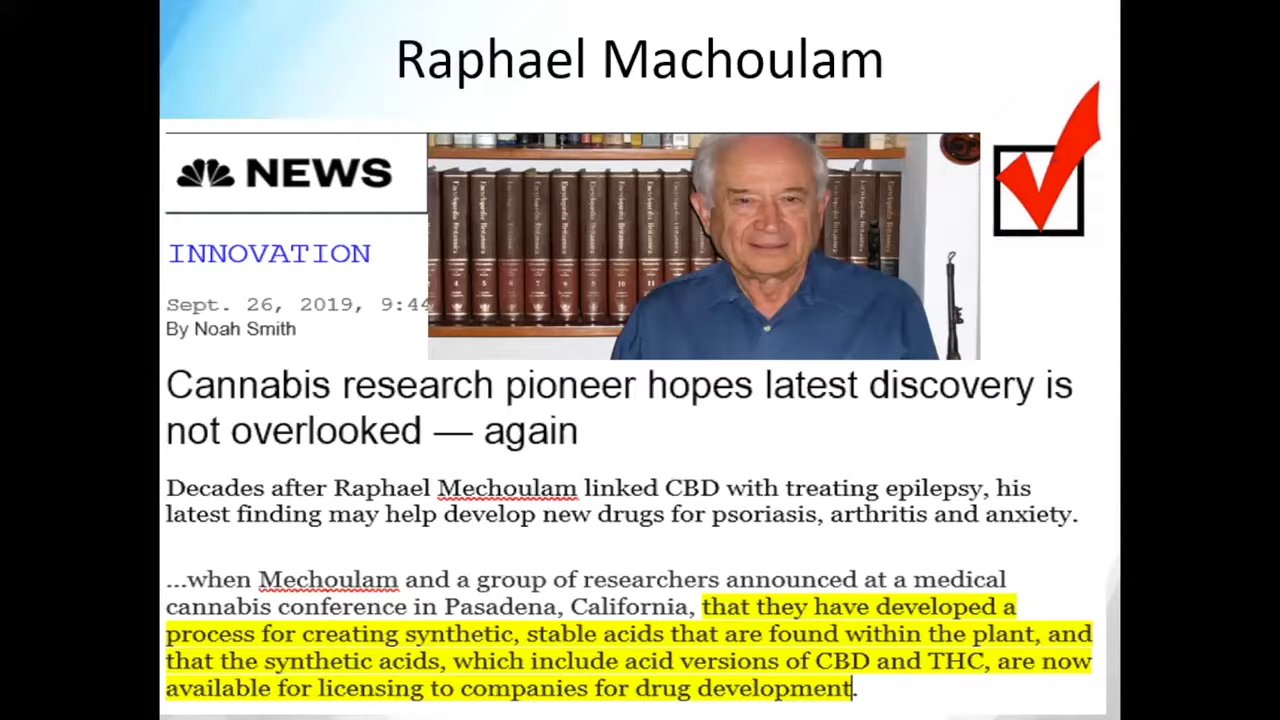 Raphael Machoulam
NEWS
INNOVATION
Sept. 26, 2019, 9:44
By Noah Smith
Cannabis research pioneer hopes latest discovery is
not overlooked — again
Decades after Raphael Mechoulam linked CBD with treating epilepsy, his
latest finding may help develop new drugs for psoriasis, arthritis and anxiety.
...when Mechoulam and a group of researchers announced at a medical
cannabis conference in Pasadena, California, that they have developed a
process for creating synthetic, stable acids that are found within the plant, and
that the synthetic acids, which include acid versions of CBD and THC, are now
available for licensing to companies for drug development.